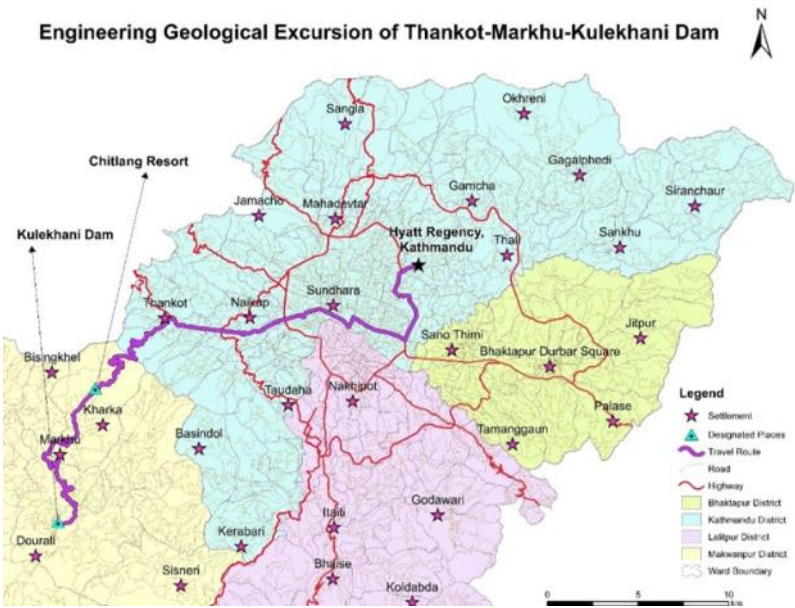 Engineering Geological Excursion of Thankot-Markhu-Kulekhani Dam
N
Okhreni
Sangla
Chitlang Resort
Gagalphedi
Gamcha
Siranchaur
Jamacho
Mahadevtar
Kulekhani Dam
Hyatt Regency,
Kathmandu
Thali
Sankhu
Thankot
Naikap
Sundhara
Jitpur
Sano Thimi
Bhaktapur Durbar Square
Bisingkhel
Taudaha
Nakhipot
Kharka
Palase
Basindol
Tamanggaun
Markhu
Godawari
Itaiti
Kerabari
Deurali
Bhaise
Sisneri
Koldabda
Legend
Settlement
Designated Places
Travel Route
Road
Highway
Bhaktapur District
Kathmandu District
Lalitpur District
Makwanpur District
Ward Boundary
0 5 10
km